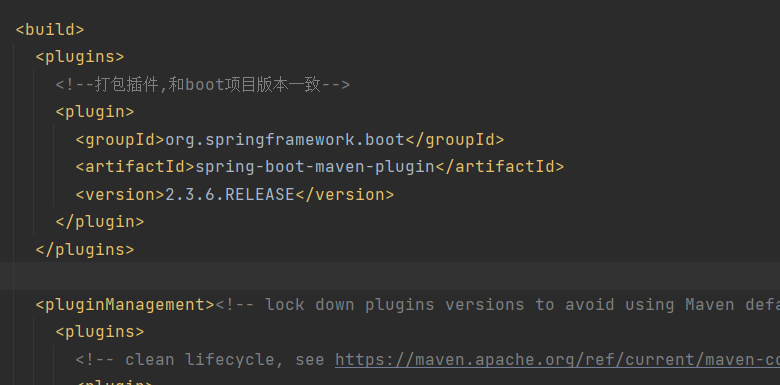 <build>
<plugins>
<!--打包插件,和boot项目版本一致-->
<plugin>
<groupId>org.springframework.boot</groupId>
<artifactId>spring-boot-maven-plugin</artifactId>
<version>2.3.6.RELEASE</version>
</plugin>
</plugins>
<pluginManagement><!-- lock down plugins versions to avoid using Maven defa
<plugins>
<!-- clean lifecycle, see https://maven.apache.org/ref/current/maven-co
<plugin>